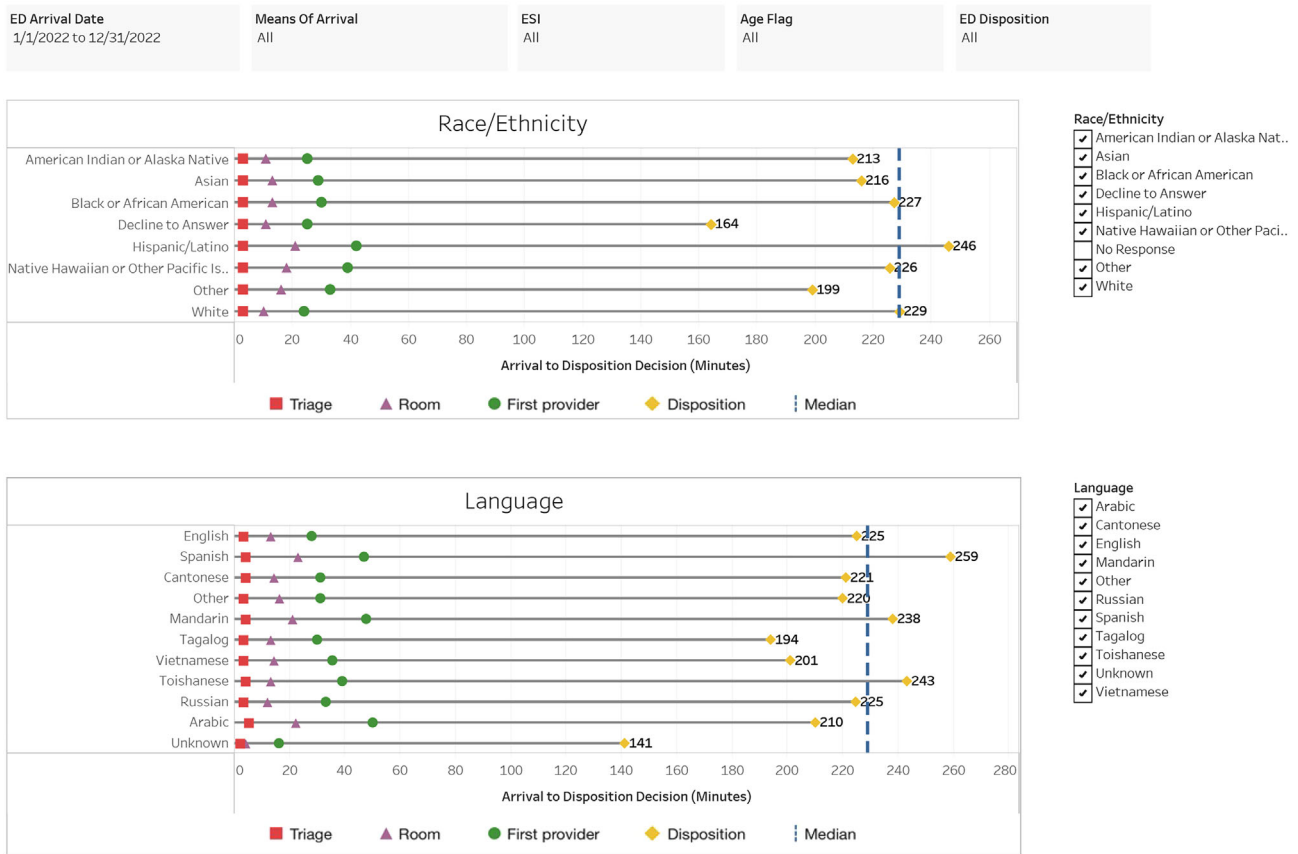 ED Arrival Date
1/1/2022 to 12/31/2022
Means Of Arrival
All
ESI
All
Age Flag
All
ED Disposition
All
Race/Ethnicity
American Indian or Alaska Native 213
Asian 216
Black or African American 227
Decline to Answer 164
Hispanic/Latino 246
Native Hawaiian or Other Pacific Is.. 226
Other 199
White 229
0 20 40 60 80 100 120 140 160 180 200 220 240 260
Arrival to Disposition Decision (Minutes)
Triage Room First provider Disposition Median
Race/Ethnicity
American Indian or Alaska Nat..
Asian
Black or African American
Decline to Answer
Hispanic/Latino
Native Hawaiian or Other Paci..
No Response
Other
White
Language
English 225
Spanish 259
Cantonese 221
Other 220
Mandarin 238
Tagalog 194
Vietnamese 201
Toishanese 243
Russian 225
Arabic 210
Unknown 141
0 20 40 60 80 100 120 140 160 180 200 220 240 260 280
Arrival to Disposition Decision (Minutes)
Triage Room First provider Disposition Median
Language
Arabic
Cantonese
English
Mandarin
Other
Russian
Spanish
Tagalog
Toishanese
Unknown
Vietnamese